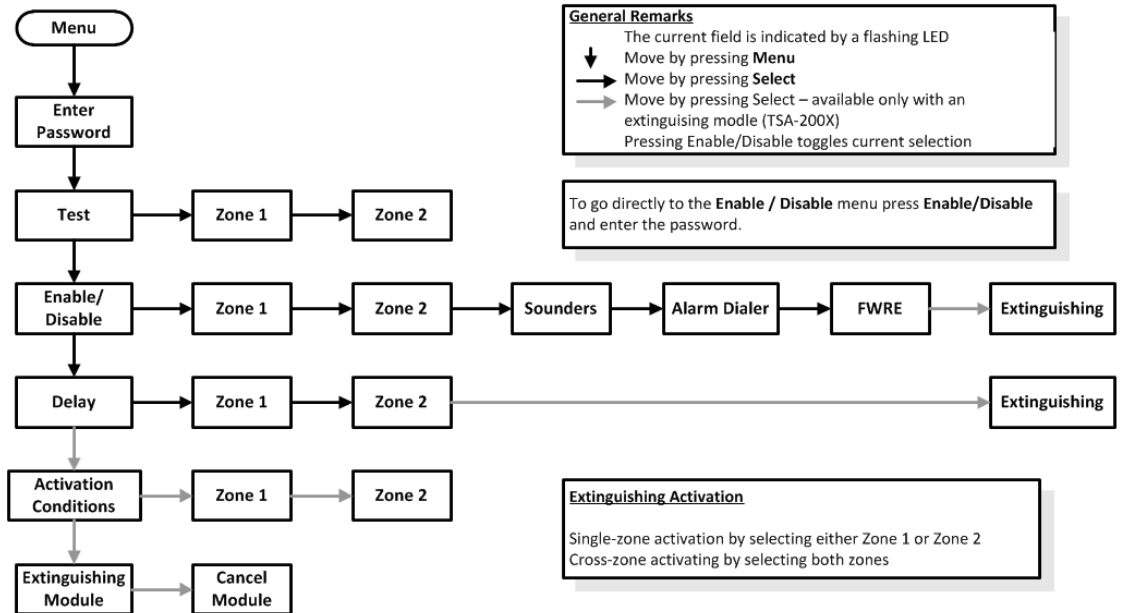 Menu
General Remarks
The current field is indicated by a flashing LED
Move by pressing Menu
Move by pressing Select
Move by pressing Select – available only with an
extinguising modle (TSA-200X)
Pressing Enable/Disable toggles current selection
Enter
Password
To go directly to the Enable / Disable menu press Enable/Disable
and enter the password.
Test
Zone 1
Zone 2
Enable/
Disable
Zone 1
Zone 2
Sounders
Alarm Dialer
FWRE
Extinguishing
Delay
Zone 1
Zone 2
Extinguishing
Activation
Conditions
Zone 1
Zone 2
Extinguishing Activation
Single-zone activation by selecting either Zone 1 or Zone 2
Cross-zone activating by selecting both zones
Extinguishing
Module
Cancel
Module